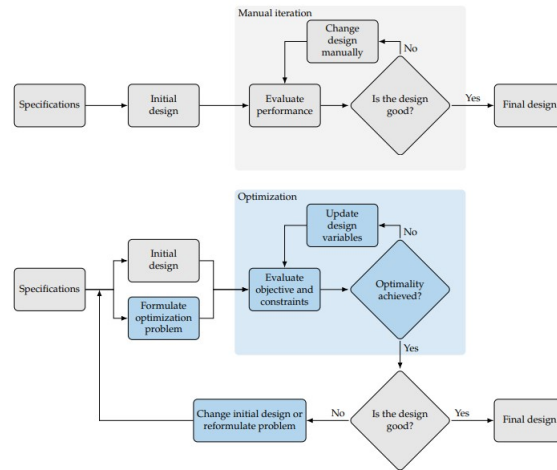 Manual iteration
Change
design
manually
No
Specifications
Initial
design
Evaluate
performance
Is the design
good?
Yes
Final design
Optimization
Update
design
variables
No
Initial
design
Specifications
Formulate
optimization
problem
Evaluate
objective and
constraints
Optimality
achieved?
Yes
Change initial design or
reformulate problem
No
Is the design
good?
Yes
Final design